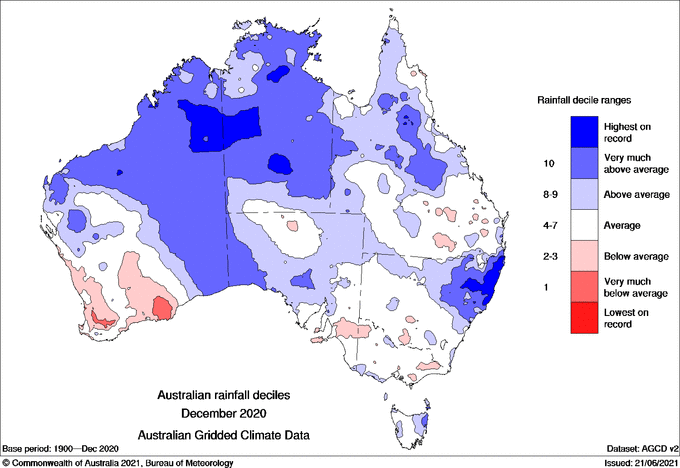 Rainfall decile ranges
Highest on
record
10
Very much
above average
8-9
Above average
4-7
Average
2-3
Below average
1
Very much
below average
Lowest on
record
Australian rainfall deciles
December 2020
Australian Gridded Climate Data
Base period: 1900—Dec 2020
Dataset: AGCD v2
© Commonwealth of Australia 2021, Bureau of Meteorology
Issued: 21/06/2021